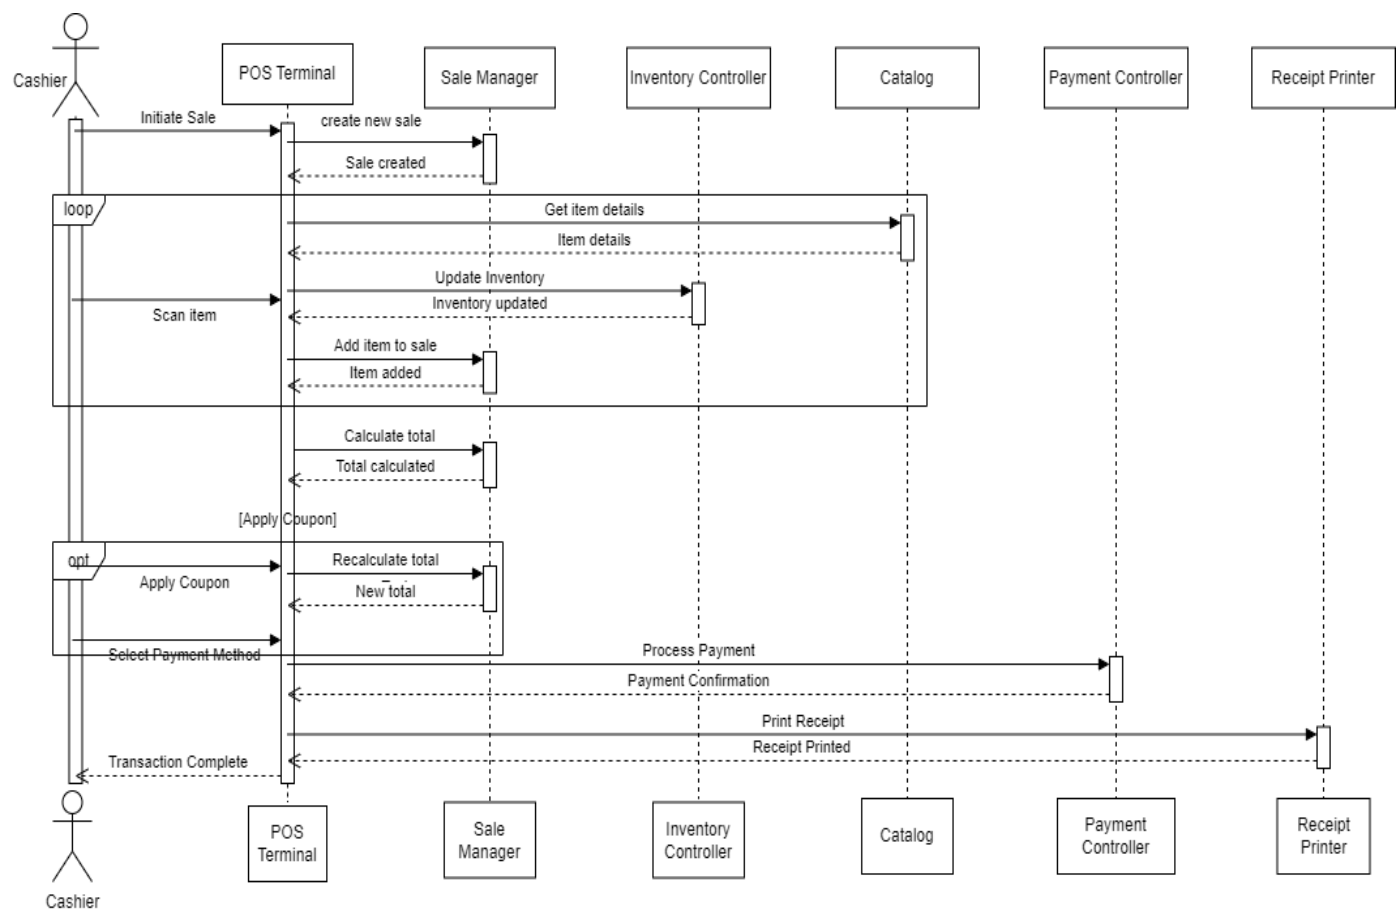 Cashier
POS Terminal
Sale Manager
Inventory Controller
Catalog
Payment Controller
Receipt Printer
Initiate Sale
create new sale
Sale created
loop
Get item details
Item details
Update Inventory
Inventory updated
Scan item
Add item to sale
Item added
Calculate total
Total calculated
[Apply Coupon]
opt
Recalculate total
Apply Coupon
New total
Select Payment Method
Process Payment
Payment Confirmation
Print Receipt
Receipt Printed
Transaction Complete
POS
Terminal
Sale
Manager
Inventory
Controller
Catalog
Payment
Controller
Receipt
Printer
Cashier